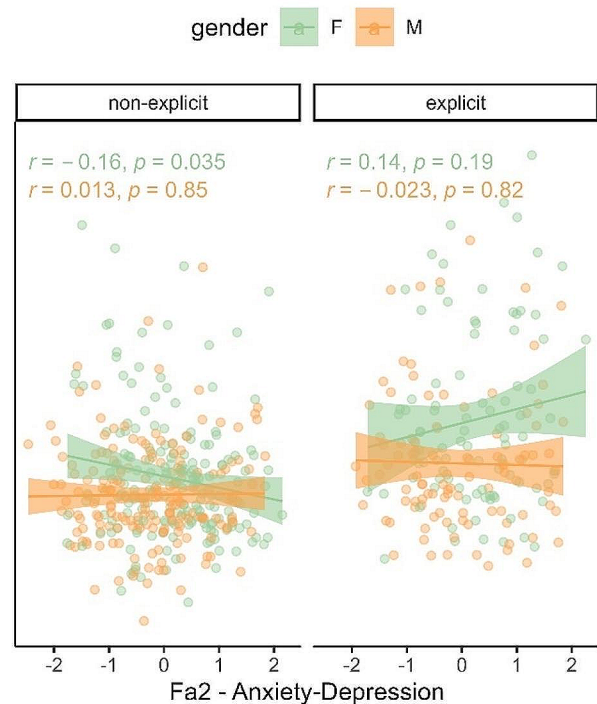 gender a F a M
non-explicit explicit
r = − 0.16, p = 0.035 r = 0.14, p = 0.19
r = 0.013, p = 0.85 r = −0.023, p = 0.82
-2 -1 0 1 2 -2 -1 0 1 2
Fa2 - Anxiety-Depression